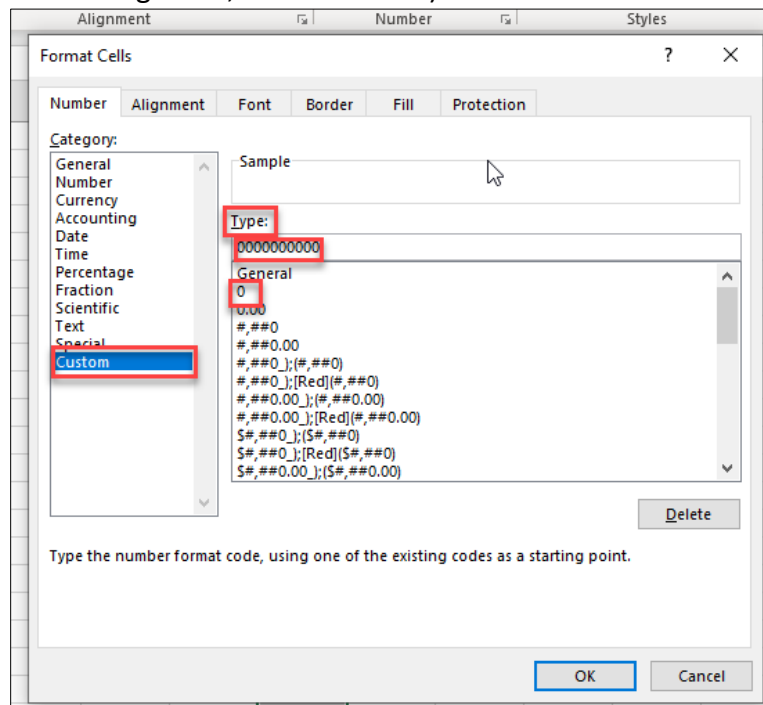 Alignment Number Styles
Format Cells ? ×
Number Alignment Font Border Fill Protection
Category:
General
Number
Currency
Accounting
Date
Time
Percentage
Fraction
Scientific
Text
Special
Custom
Sample
Type:
0000000000
General
0
0.00
#,##0
#,##0.00
#,##0_);(#,##0)
#,##0_);[Red](#,##0)
#,##0.00_);(#,##0.00)
#,##0.00_);[Red](#,##0.00)
$#,##0_);($#,##0)
$#,##0_);[Red]($#,##0)
$#,##0.00_);($#,##0.00)
Delete
Type the number format code, using one of the existing codes as a starting point.
OK Cancel